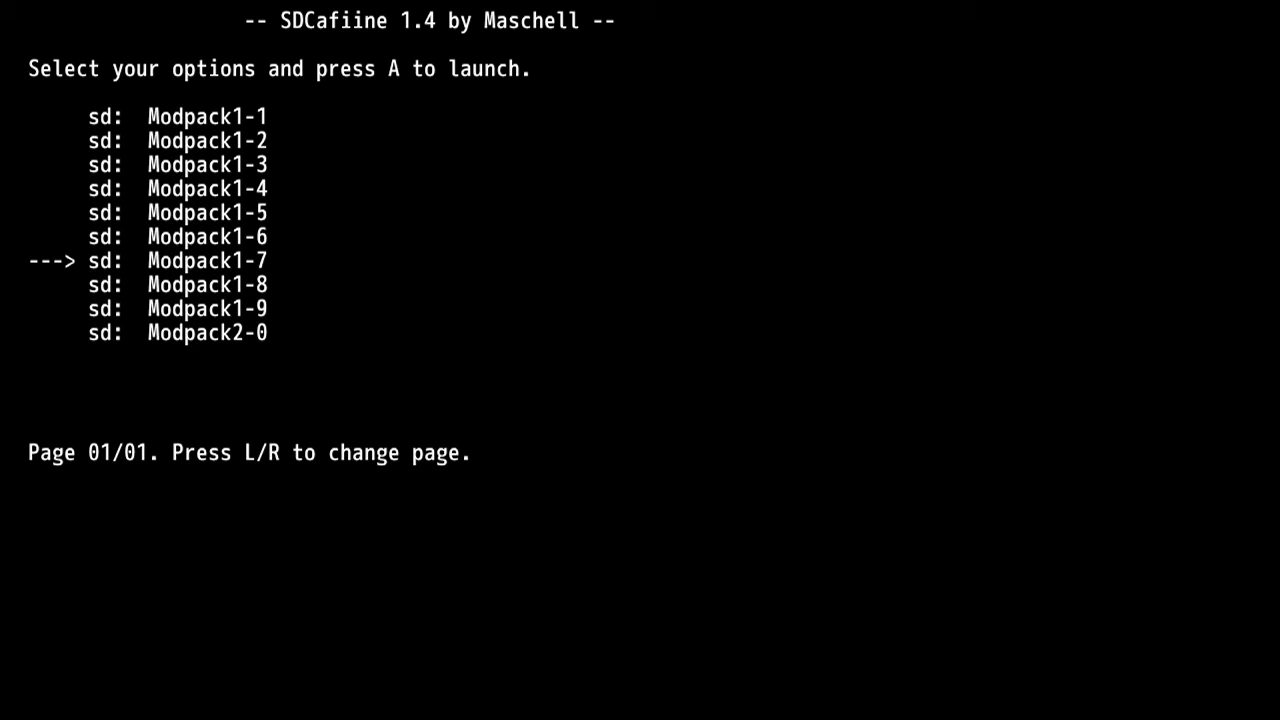 -- SDCafiine 1.4 by Maschell --
Select your options and press A to launch.
sd: Modpack1-1
sd: Modpack1-2
sd: Modpack1-3
sd: Modpack1-4
sd: Modpack1-5
sd: Modpack1-6
---> sd: Modpack1-7
sd: Modpack1-8
sd: Modpack1-9
sd: Modpack2-0
Page 01/01. Press L/R to change page.